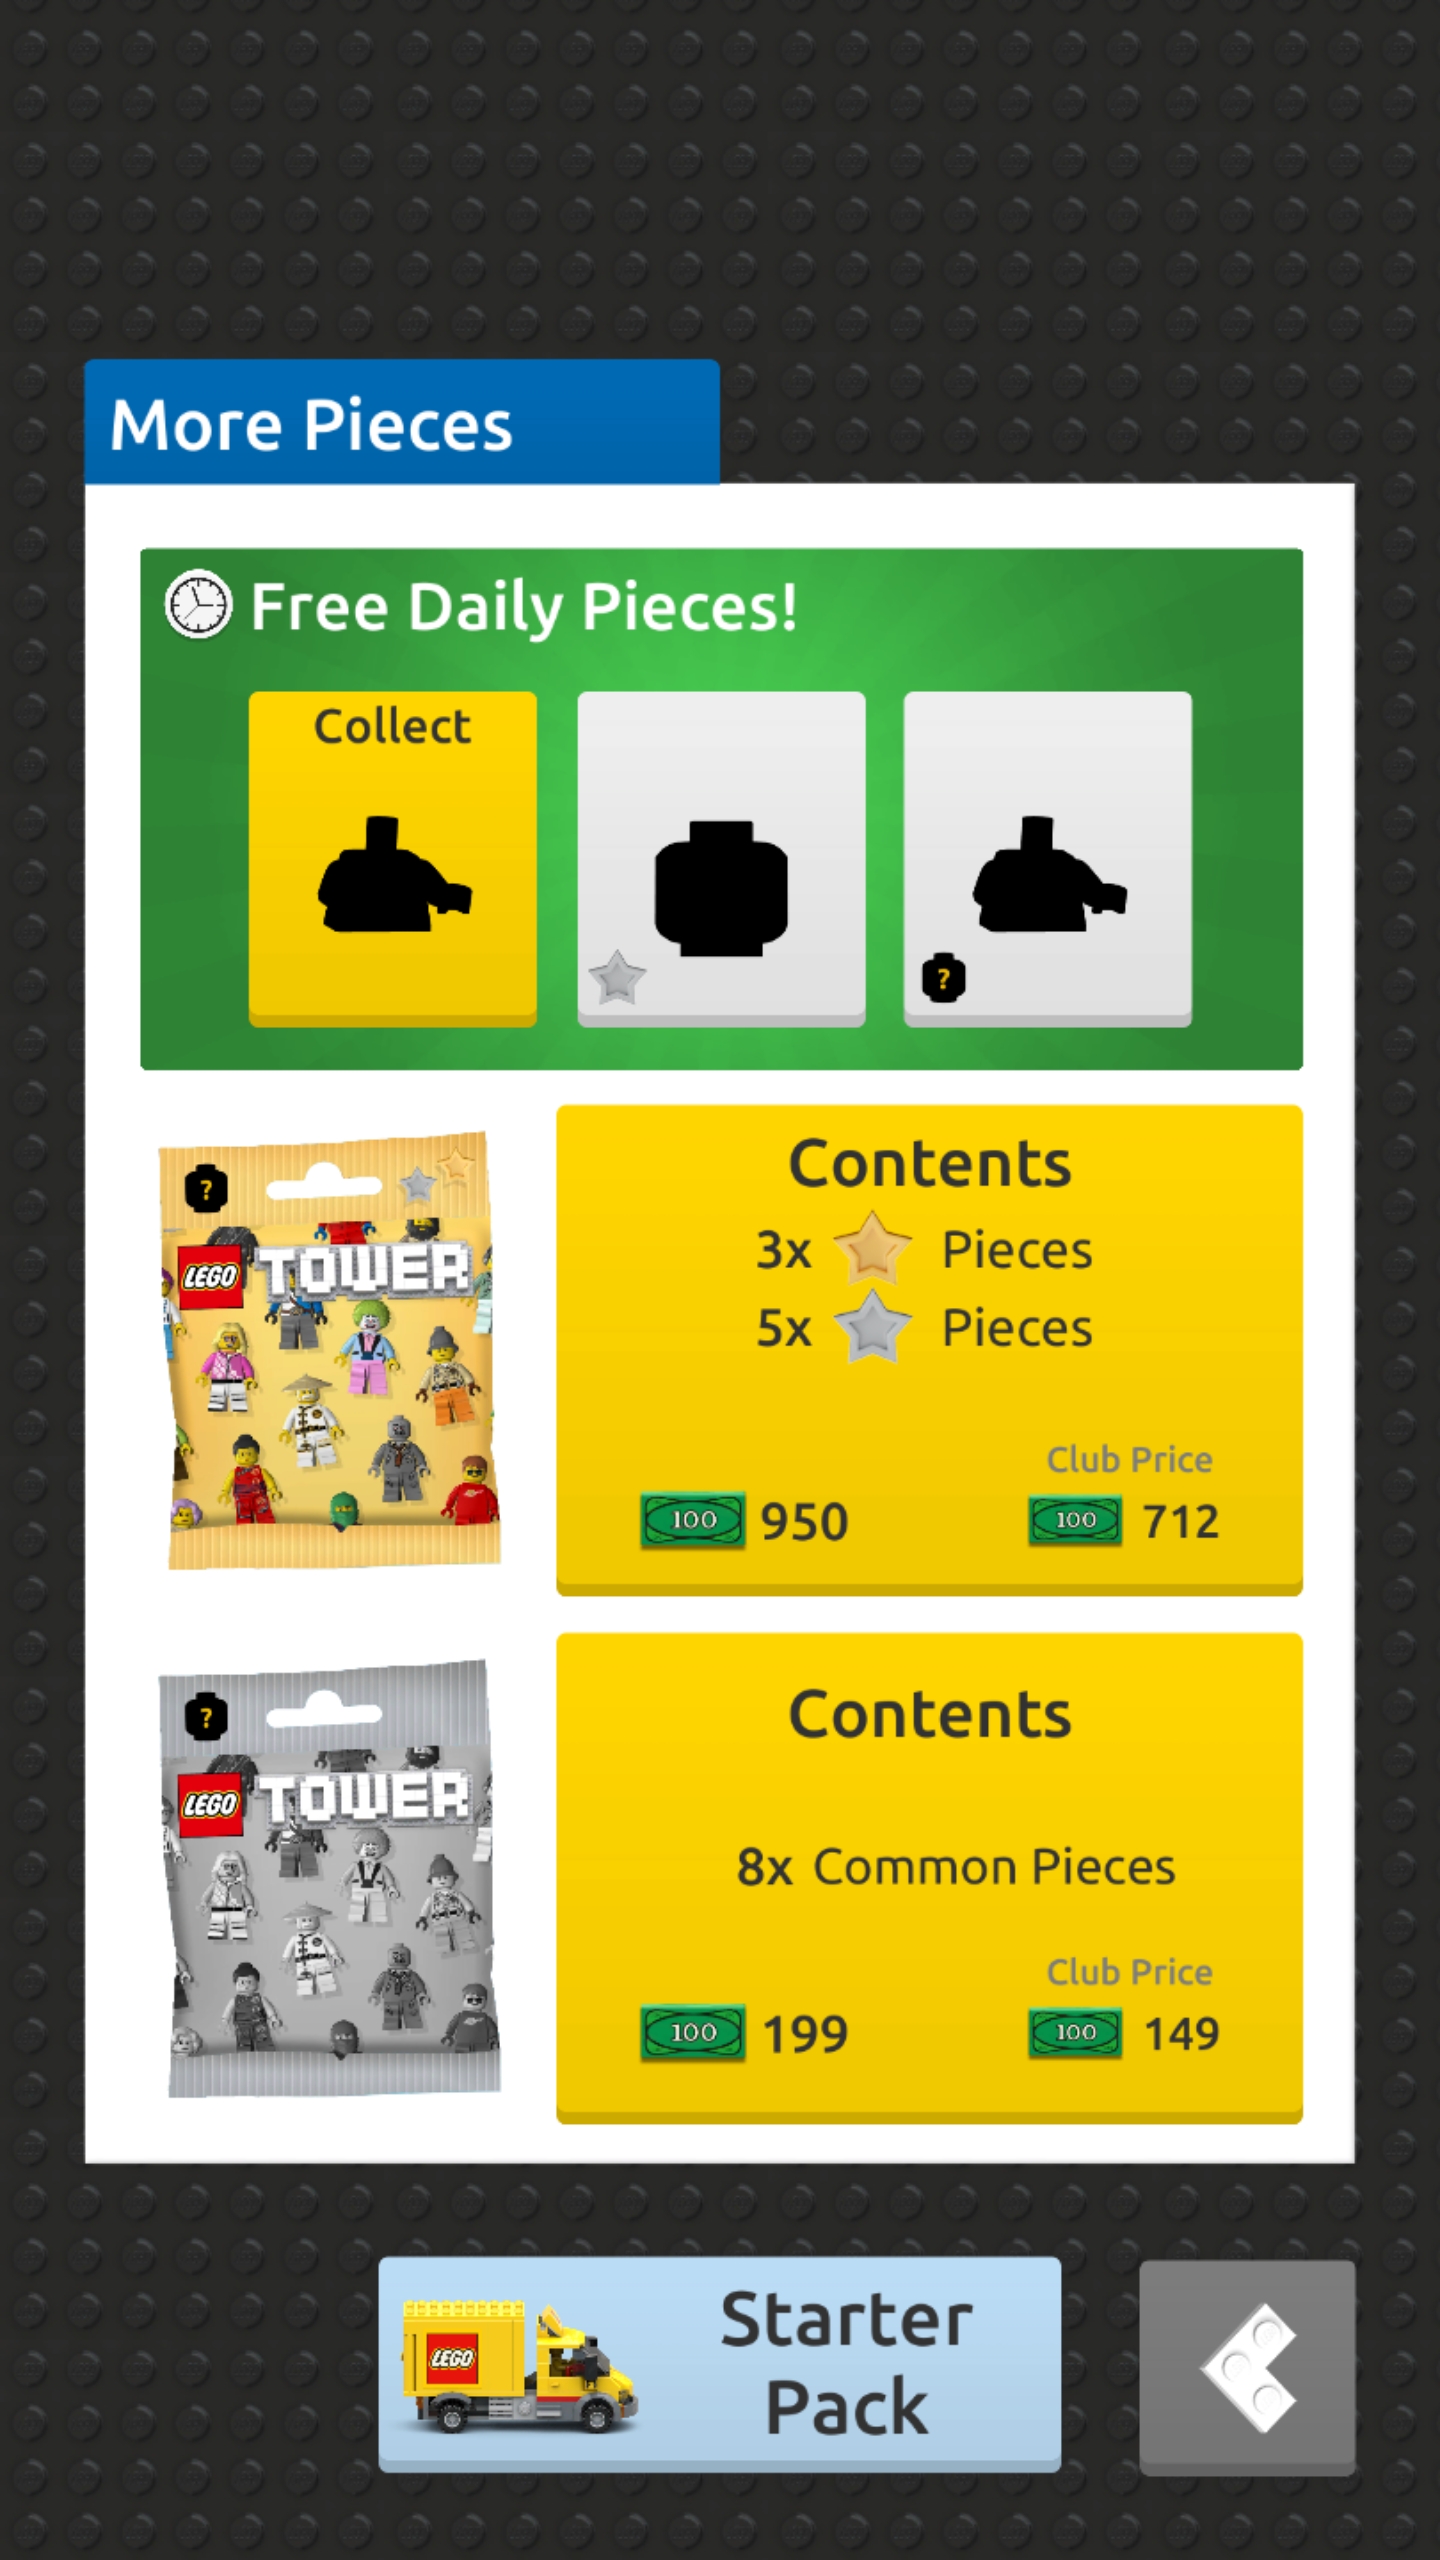 More Pieces
Free Daily Pieces!
Collect
?
?
LEGO TOWER
Contents
3x Pieces
5x Pieces
Club Price
100 950
100 712
?
LEGO TOWER
Contents
8x Common Pieces
Club Price
100 199
100 149
LEGO
Starter
Pack